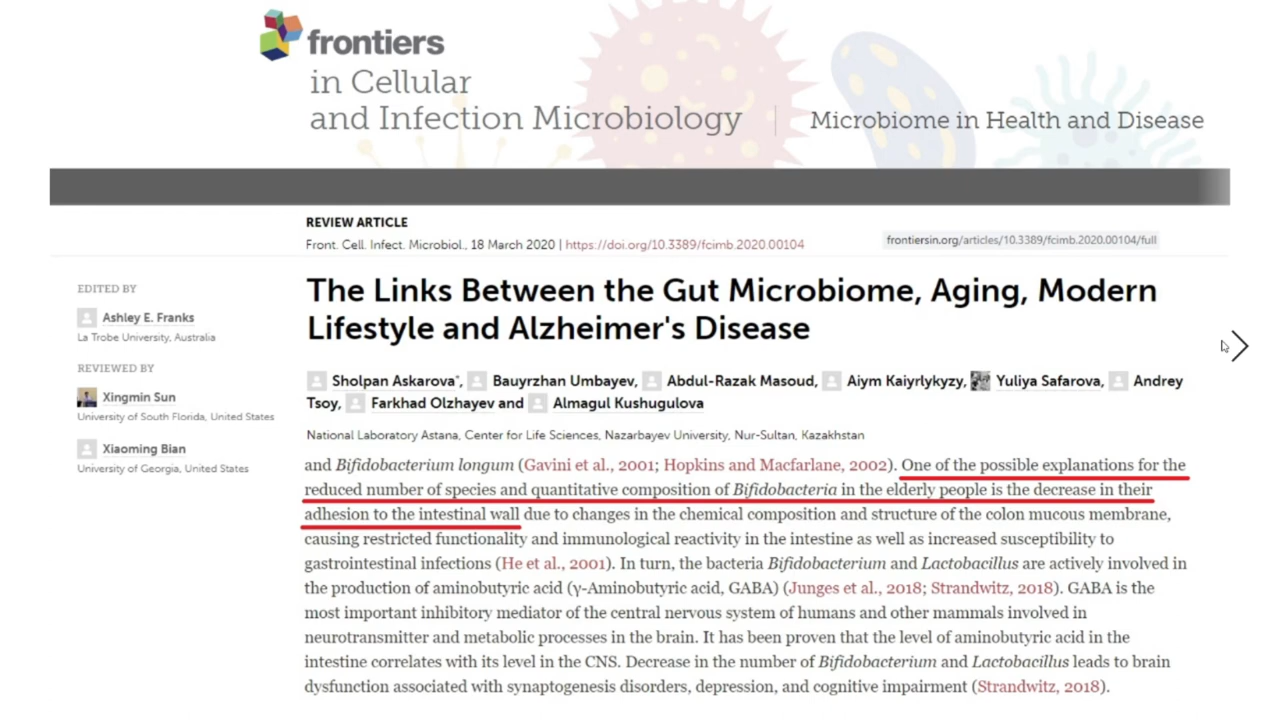 frontiers
in Cellular
and Infection Microbiology
Microbiome in Health and Disease
REVIEW ARTICLE
Front. Cell. Infect. Microbiol., 18 March 2020 | https://doi.org/10.3389/fcimb.2020.00104
frontiersin.org/articles/10.3389/fcimb.2020.00104/full
EDITED BY
Ashley E. Franks
La Trobe University, Australia
REVIEWED BY
Xingmin Sun
University of South Florida, United States
Xiaoming Bian
University of Georgia, United States
The Links Between the Gut Microbiome, Aging, Modern
Lifestyle and Alzheimer's Disease
Sholpan Askarova*, Bauyrzhan Umbayev, Abdul-Razak Masoud, Aiym Kaiyrlykyzy, Yuliya Safarova, Andrey
Tsoy, Farkhad Olzhayev and Almagul Kushugulova
National Laboratory Astana, Center for Life Sciences, Nazarbayev University, Nur-Sultan, Kazakhstan
and Bifidobacterium longum (Gavini et al., 2001; Hopkins and Macfarlane, 2002). One of the possible explanations for the
reduced number of species and quantitative composition of Bifidobacteria in the elderly people is the decrease in their
adhesion to the intestinal wall due to changes in the chemical composition and structure of the colon mucous membrane,
causing restricted functionality and immunological reactivity in the intestine as well as increased susceptibility to
gastrointestinal infections (He et al., 2001). In turn, the bacteria Bifidobacterium and Lactobacillus are actively involved in
the production of aminobutyric acid (γ-Aminobutyric acid, GABA) (Junges et al., 2018; Strandwitz, 2018). GABA is the
most important inhibitory mediator of the central nervous system of humans and other mammals involved in
neurotransmitter and metabolic processes in the brain. It has been proven that the level of aminobutyric acid in the
intestine correlates with its level in the CNS. Decrease in the number of Bifidobacterium and Lactobacillus leads to brain
dysfunction associated with synaptogenesis disorders, depression, and cognitive impairment (Strandwitz, 2018).